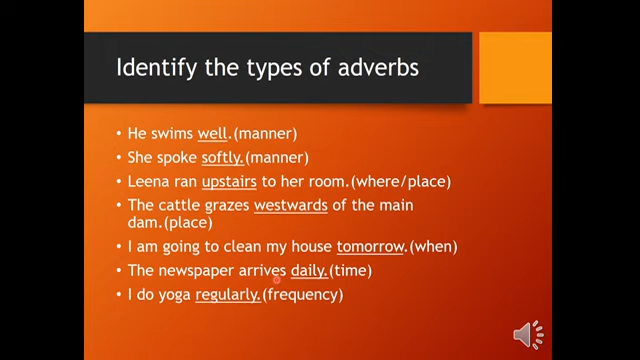 Identify the types of adverbs
• He swims well.(manner)
• She spoke softly.(manner)
• Leena ran upstairs to her room.(where/place)
• The cattle grazes westwards of the main
dam.(place)
• I am going to clean my house tomorrow.(when)
• The newspaper arrives daily.(time)
• I do yoga regularly.(frequency)